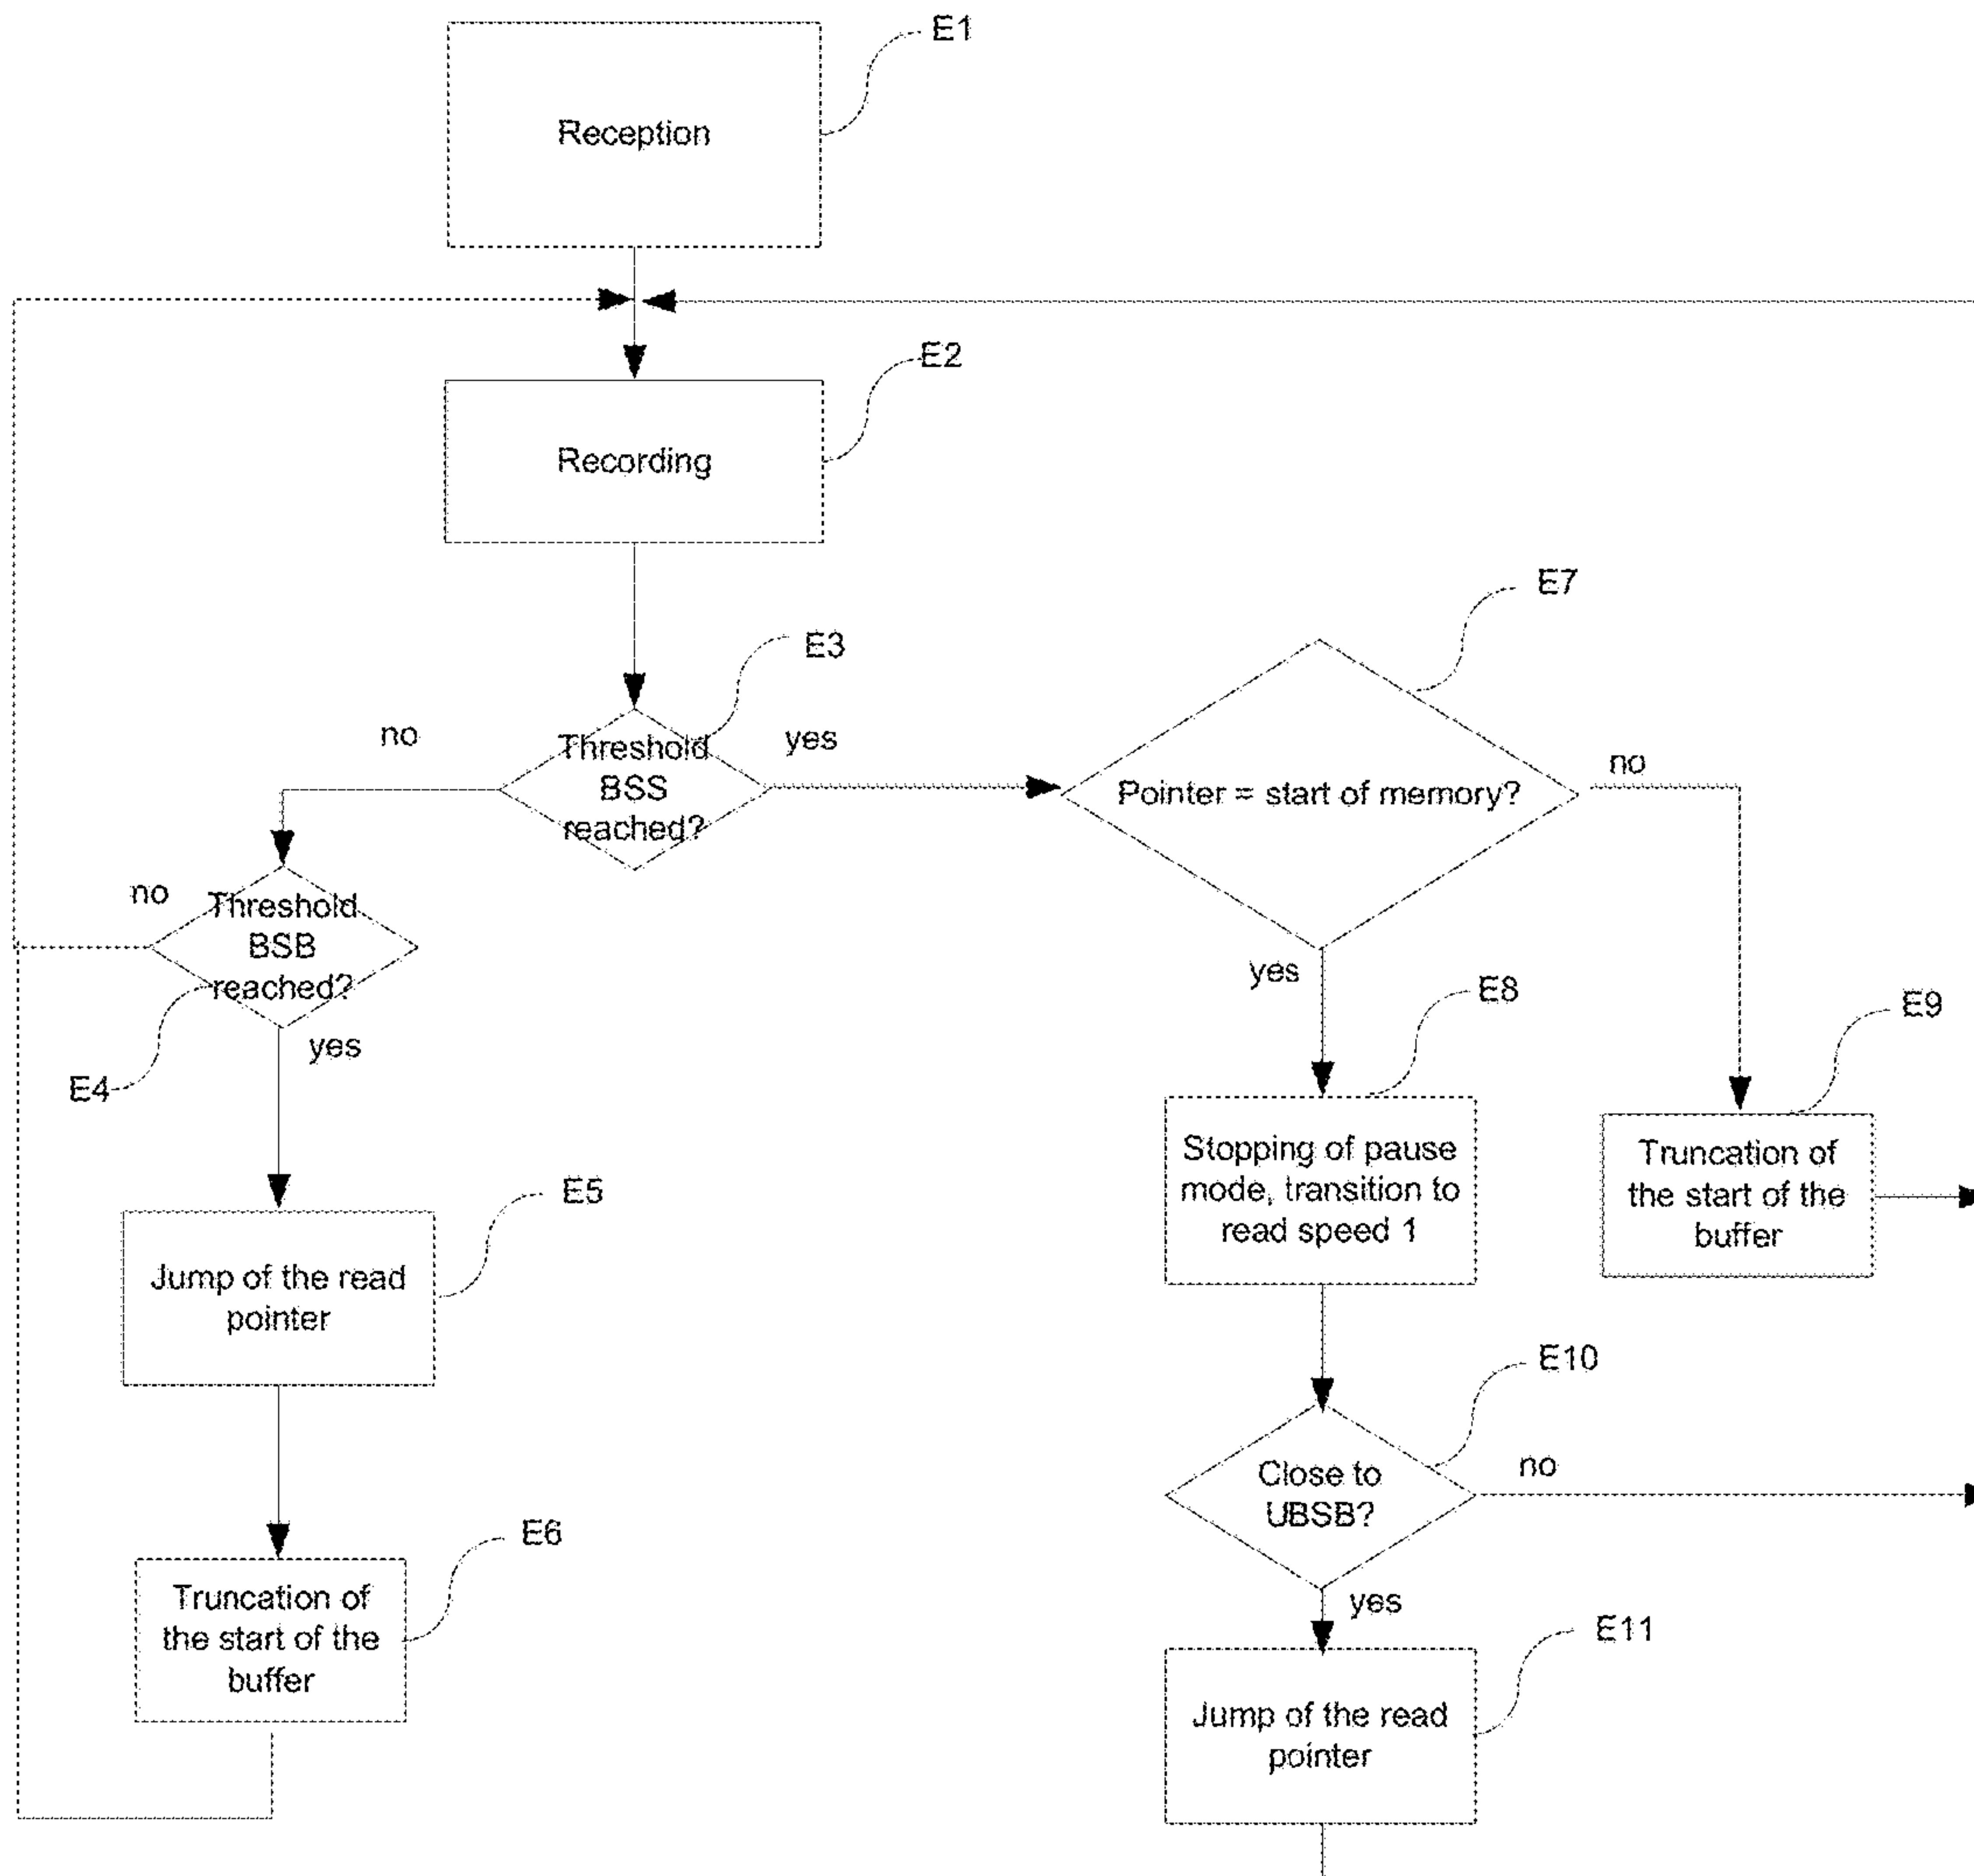 E1
Reception
E2
Recording
E7
E3
no
Threshold
BSS
reached?
yes
Pointer = start of memory?
no
no
Threshold
BSB
reached?
yes
E4
yes
E8
E9
Stopping of pause
mode, transition to
read speed 1
Truncation of
the start of the
buffer
E5
Jump of the read
pointer
E10
Close to
UBSB?
no
E6
Truncation of
the start of the
buffer
yes
E11
Jump of the read
pointer